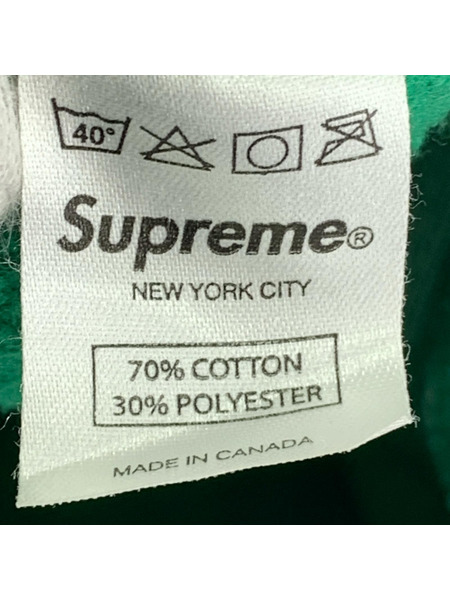 40°
Supreme®
NEW YORK CITY
70% COTTON
30% POLYESTER
MADE IN CANADA